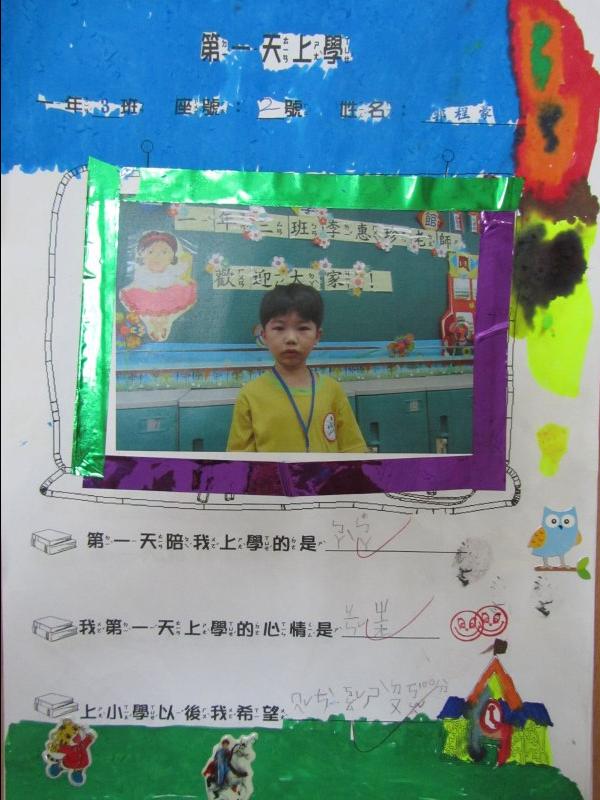 第一天上學
一年 3 班 座號：2號 姓名：
一年三班李惠珍老師
歡迎大家！
第一天陪我上學的是 ㄅㄚˋㄅㄚ
我第一天上學的心情是
上小學以後我希望